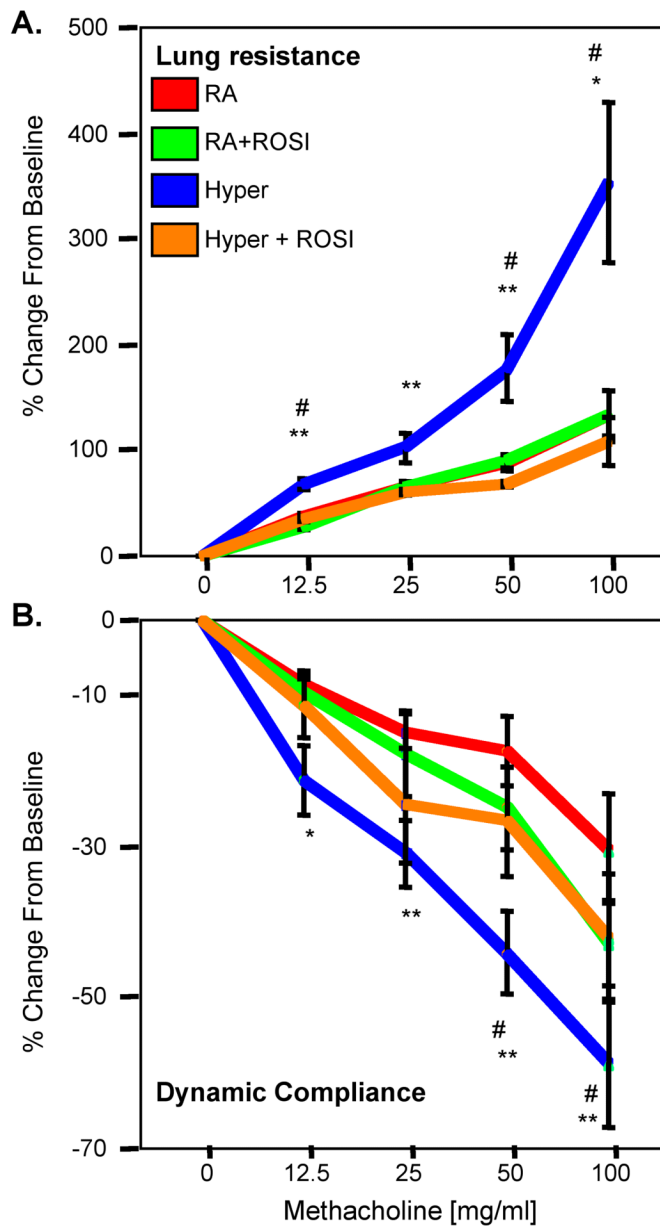 A.
500
400
300
200
100
0
% Change From Baseline
Lung resistance
RA
RA+ROSI
Hyper
Hyper + ROSI
#
**
**
#
**
#
*
0 12.5 25 50 100
B.
0
-10
-30
-50
-70
% Change From Baseline
*
**
#
**
#
**
Dynamic Compliance
0 12.5 25 50 100
Methacholine [mg/ml]